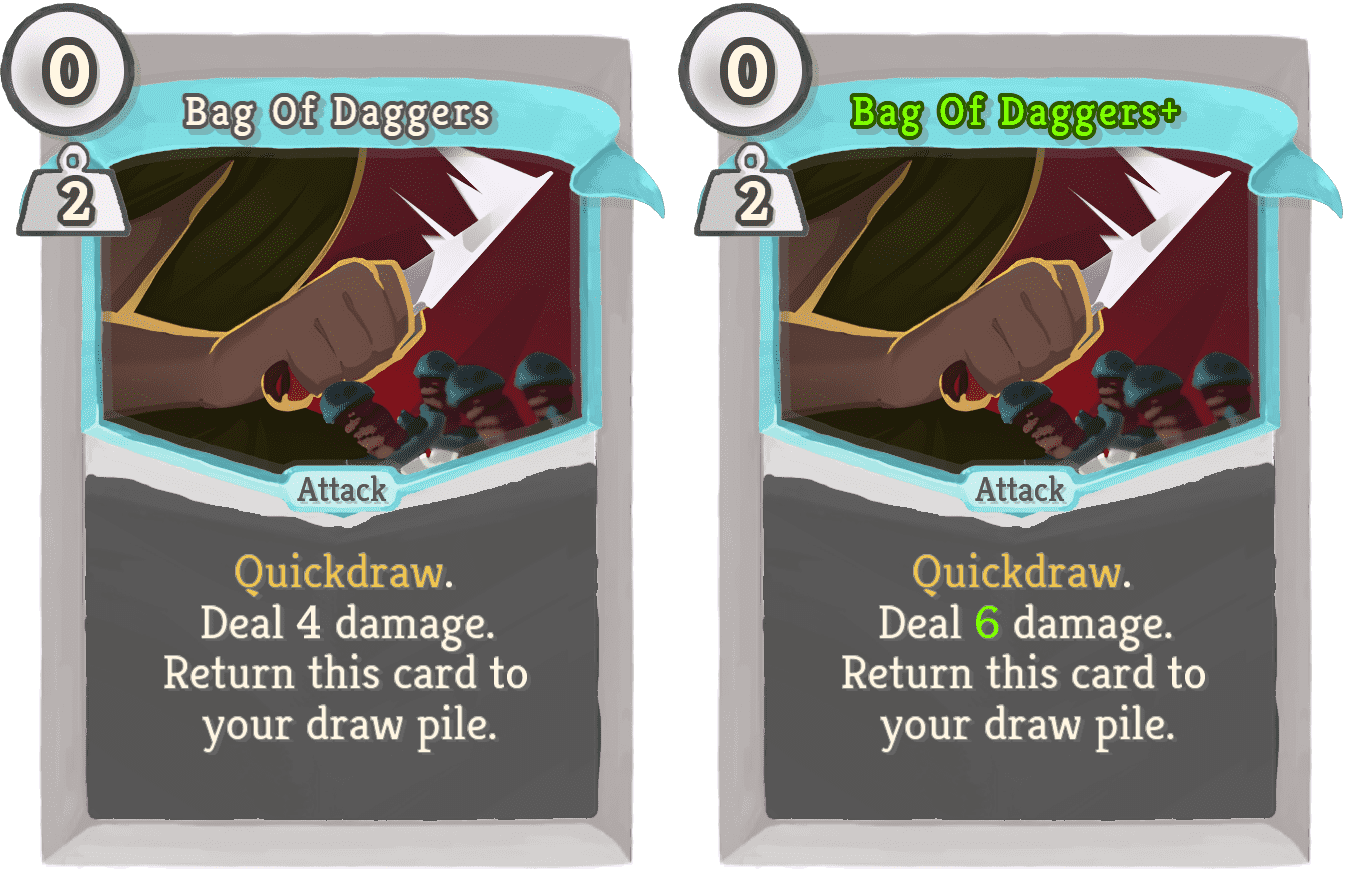 0
Bag Of Daggers
2
Attack
Quickdraw.
Deal 4 damage.
Return this card to
your draw pile.
0
Bag Of Daggers+
2
Attack
Quickdraw.
Deal 6 damage.
Return this card to
your draw pile.